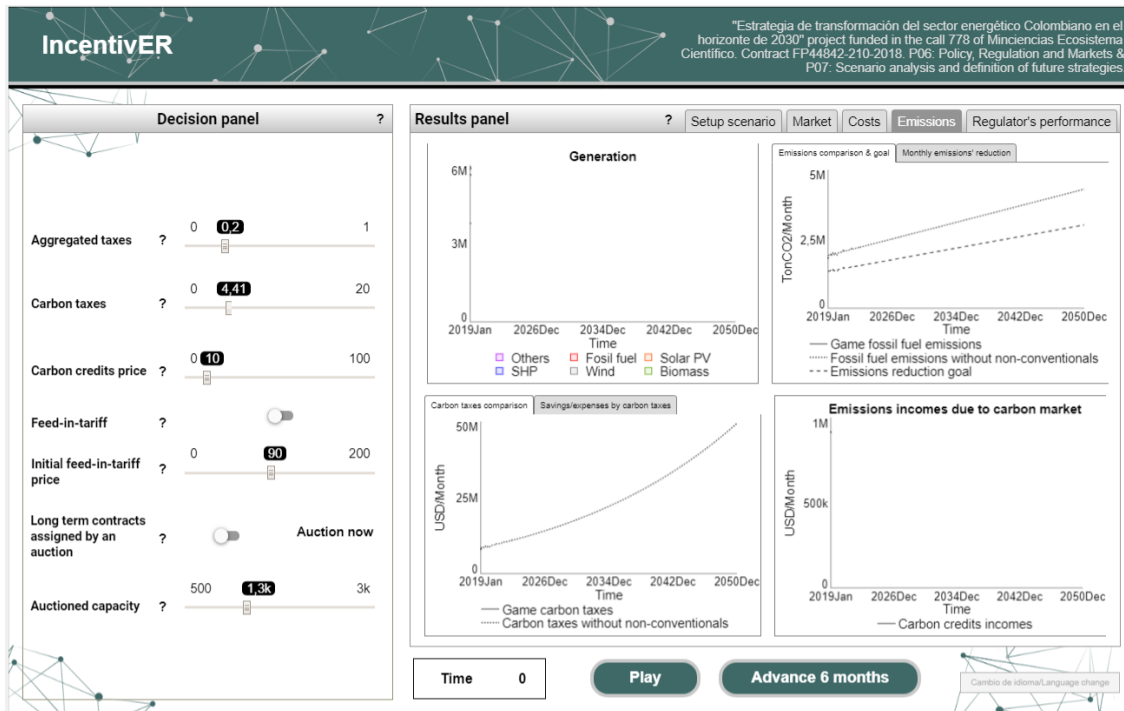 IncentivER
"Estrategia de transformación del sector energético Colombiano en el
horizonte de 2030" project funded in the call 778 of Minciencias Ecosistema
Científico. Contract FP44842-210-2018. P06: Policy, Regulation and Markets &
P07: Scenario analysis and definition of future strategies
Decision panel ?
Aggregated taxes ? 0 0,2 1
Carbon taxes ? 0 4,41 20
Carbon credits price ? 0 10 100
Feed-in-tariff ?
Initial feed-in-tariff
price ? 0 90 200
Long term contracts
assigned by an
auction ? Auction now
Auctioned capacity ? 500 1,3k 3k
Results panel ? Setup scenario Market Costs Emissions Regulator's performance
Generation
6M
3M
0
2019Jan 2026Dec 2034Dec 2042Dec 2050Dec
Time
Others Fosil fuel Solar PV
SHP Wind Biomass
Emissions comparison & goal Monthly emissions' reduction
TonCO2/Month
5M
2,5M
0
2019Jan 2026Dec 2034Dec 2042Dec 2050Dec
Time
Game fossil fuel emissions
Fossil fuel emissions without non-conventionals
Emissions reduction goal
Carbon taxes comparison Savings/expenses by carbon taxes
USD/Month
50M
25M
0
2019Jan 2026Dec 2034Dec 2042Dec 2050Dec
Time
Game carbon taxes
Carbon taxes without non-conventionals
Emissions incomes due to carbon market
USD/Month
1M
500k
0
2019Jan 2026Dec 2034Dec 2042Dec 2050Dec
Time
Carbon credits incomes
Time 0
Play
Advance 6 months
Cambio de idioma/Language change